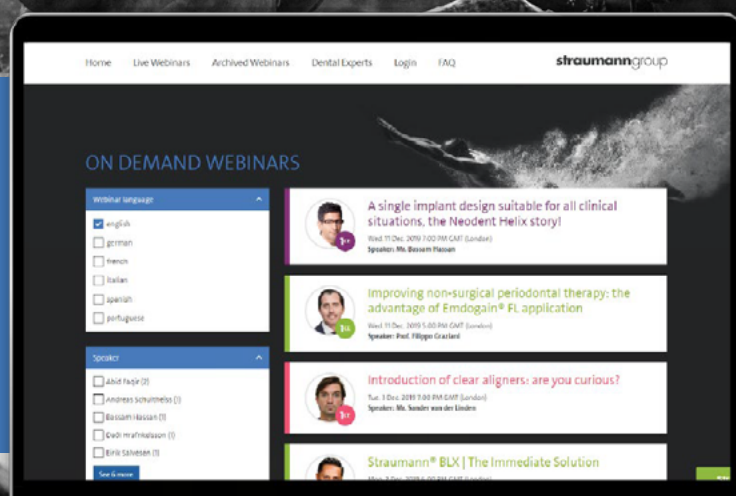 Home Live Webinars Archived Webinars Dental Experts Login FAQ straumanngroup
ON DEMAND WEBINARS
Webinar language
english
german
french
italian
spanish
portuguese
Speaker
Abid Faqir (2)
Andreas Schultheiss (1)
Bassam Hassan (1)
Dadi Hrafnkelsson (1)
Eirik Salvesen (1)
See 6 more
A single implant design suitable for all clinical
situations, the Neodent Helix story!
Wed. 11 Dec. 2019 7:00 PM GMT (London)
Speaker: Mr. Bassam Hassan
Improving non-surgical periodontal therapy: the
advantage of Emdogain® FL application
Wed. 11 Dec. 2019 5:00 PM GMT (London)
Speaker: Prof. Filippo Graziani
Introduction of clear aligners: are you curious?
Tue. 3 Dec. 2019 7:00 PM GMT (London)
Speaker: Mr. Sander van der Linden
Straumann® BLX | The Immediate Solution